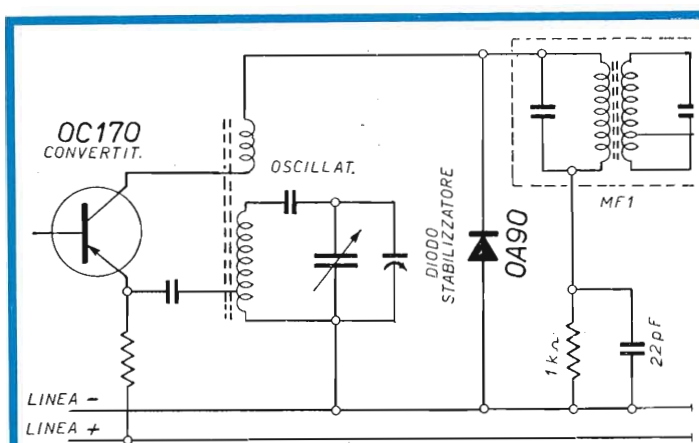 OC170
CONVERTIT.
OSCILLAT.
DIODO
STABILIZZATORE
OA90
MF1
1kΩ
22pF
LINEA -
LINEA +